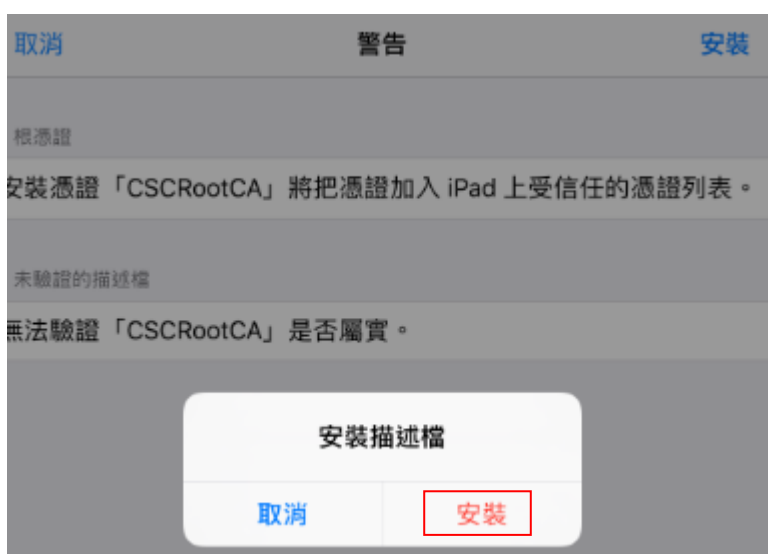 取消 警告 安裝
根憑證
安裝憑證「CSCRootCA」將把憑證加入 iPad 上受信任的憑證列表。
未驗證的描述檔
無法驗證「CSCRootCA」是否屬實。
安裝描述檔
取消 安裝